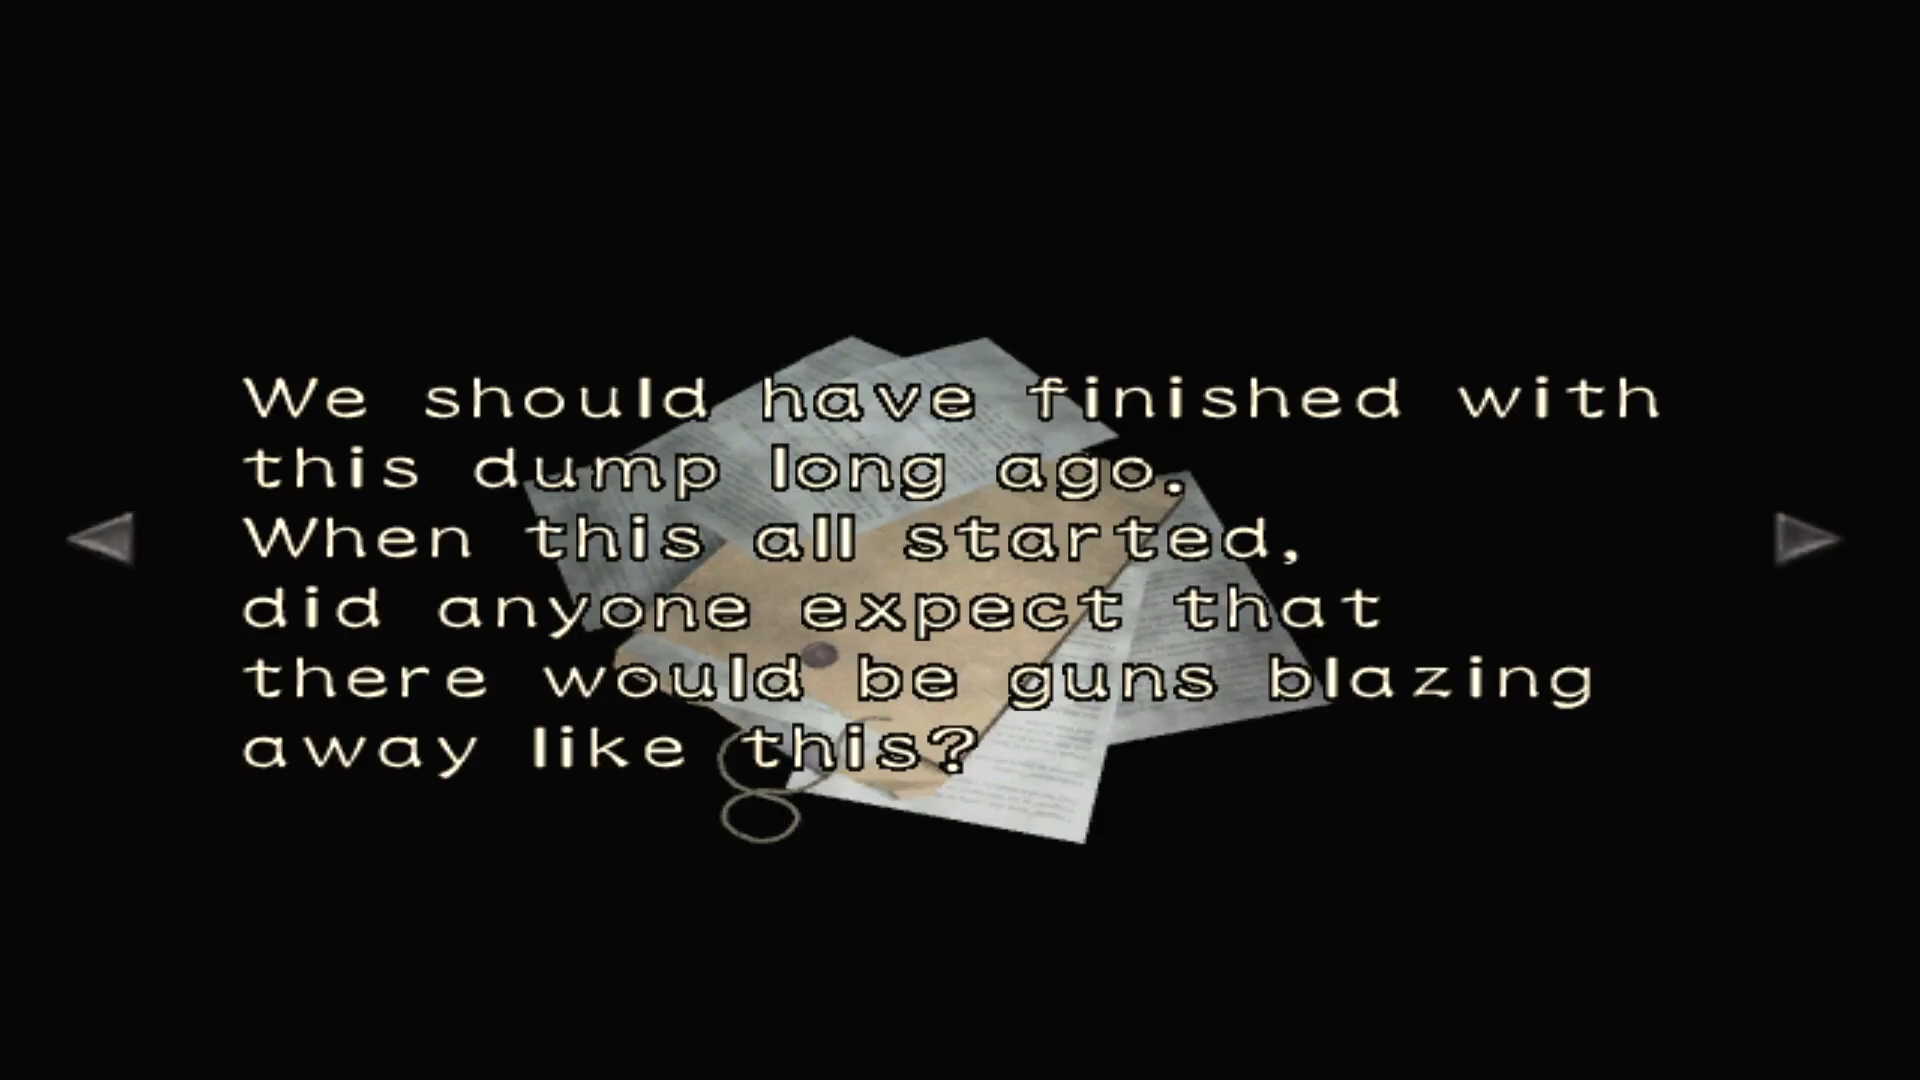 We should have finished with
this dump long ago.
When this all started,
did anyone expect that
there would be guns blazing
away like this?